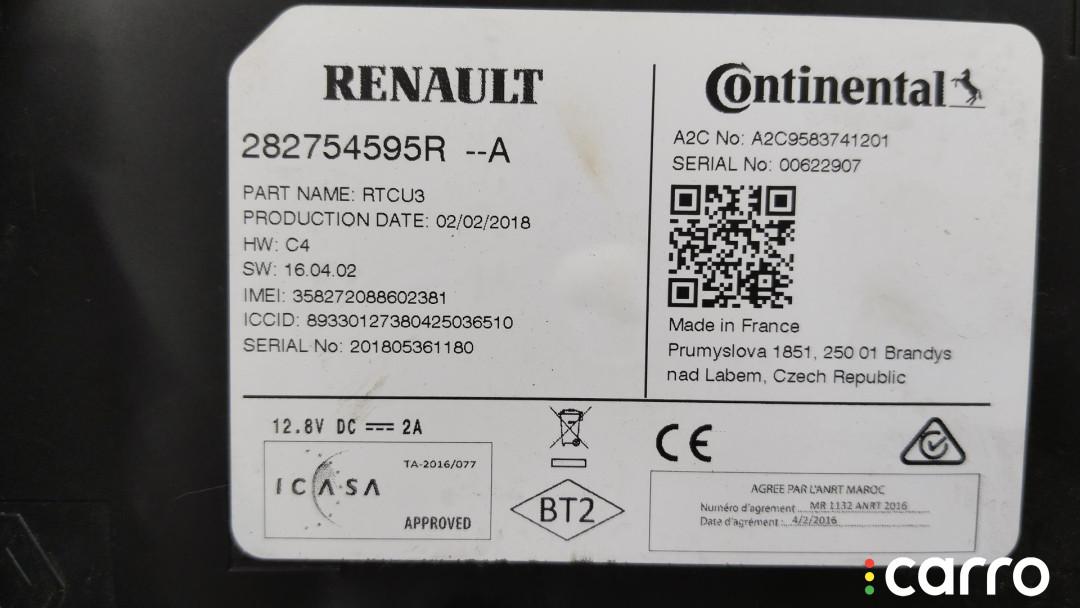 RENAULT
282754595R --A
PART NAME: RTCU3
PRODUCTION DATE: 02/02/2018
HW: C4
SW: 16.04.02
IMEI: 358272088602381
ICCID: 89330127380425036510
SERIAL No: 201805361180
Continental
A2C No: A2C9583741201
SERIAL No: 00622907
Made in France
Prumyslova 1851, 250 01 Brandys
nad Labem, Czech Republic
12.8V DC 2A
TA-2016/077
ICASA
APPROVED
BT2
CE
AGREE PAR L'ANRT MAROC
Numéro d'agrement MR 1132 ANRT 2016
Date d'agrément: 4/2/2016
carro